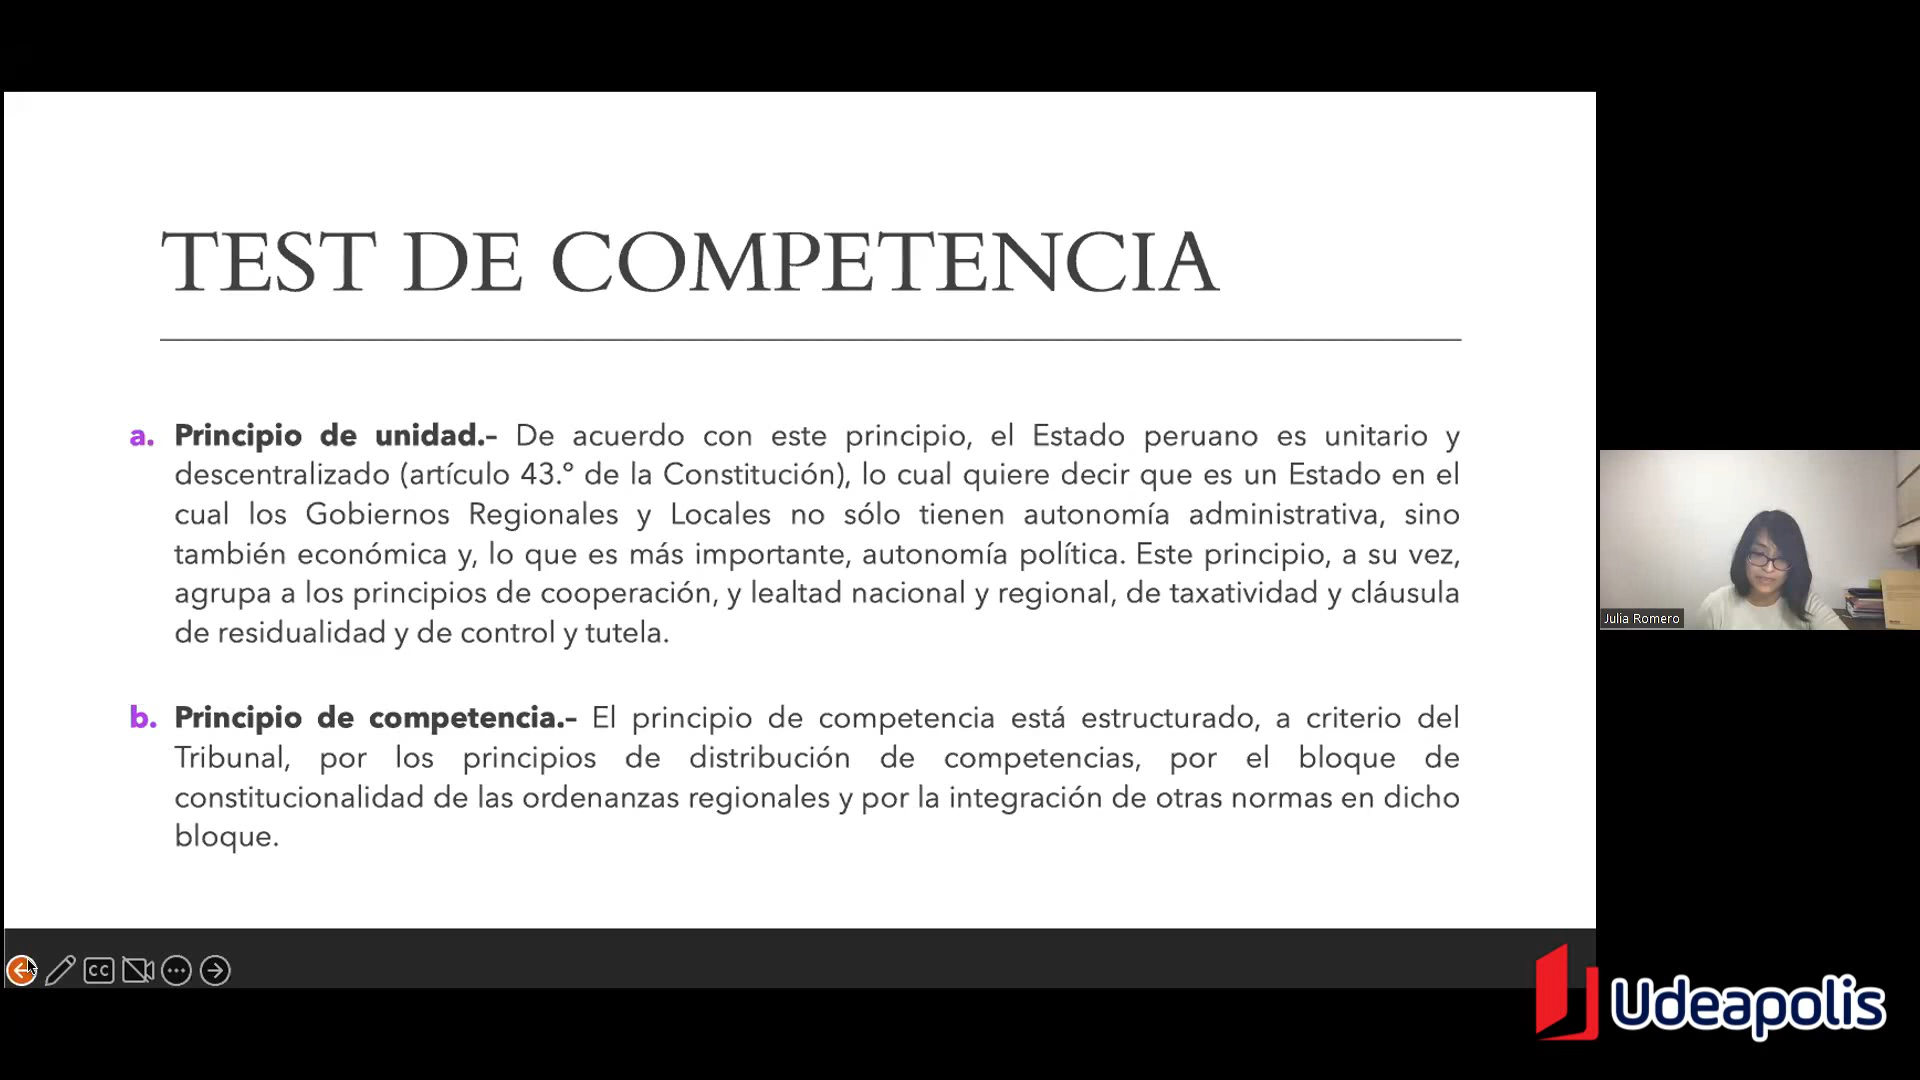 TEST DE COMPETENCIA
a. Principio de unidad.– De acuerdo con este principio, el Estado peruano es unitario y
descentralizado (artículo 43.º de la Constitución), lo cual quiere decir que es un Estado en el
cual los Gobiernos Regionales y Locales no sólo tienen autonomía administrativa, sino
también económica y, lo que es más importante, autonomía política. Este principio, a su vez,
agrupa a los principios de cooperación, y lealtad nacional y regional, de taxatividad y cláusula
de residualidad y de control y tutela.
b. Principio de competencia.– El principio de competencia está estructurado, a criterio del
Tribunal, por los principios de distribución de competencias, por el bloque de
constitucionalidad de las ordenanzas regionales y por la integración de otras normas en dicho
bloque.
Julia Romero
CC
Udeapolis